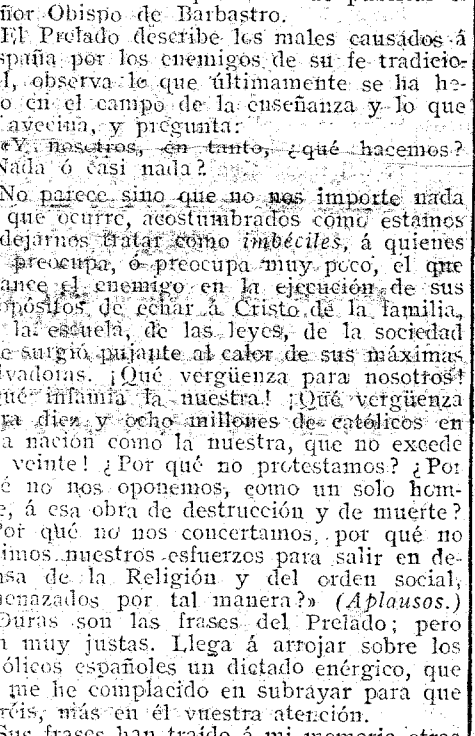 ñor Obispo de Barbastro.
El Prelado describe los males causados á
spaña por los enemigos de su fe tradicio-
l, observa lo que últimamente se ha he-
o en el campo de la enseñanza y lo que
avecina, y pregunta:
«Y nosotros, en tanto, ¿qué hacemos?
Nada ó casi nada?
No parece sino que no nos importe nada
que ocurre, acostumbrados como estamos
dejarnos tratar como imbéciles, á quienes
preocupa, ó preocupa muy poco, el que
ance el enemigo en la ejecución de sus
opósitos de echar á Cristo de la familia,
la escuela, de las leyes, de la sociedad
e surgió pujante al calor de sus máximas
lvadoras. ¡Qué vergüenza para nosotros!
ué infamia la nuestra! ¡Qué vergüenza
ra diez y ocho millones de católicos en
a nación como la nuestra, que no excede
veinte! ¿Por qué no protestamos? ¿Por
é no nos oponemos, como un solo hom-
e, á esa obra de destrucción y de muerte?
Por qué no nos concertamos, por qué no
imos nuestros esfuerzos para salir en de-
nsa de la Religión y del orden social,
enazados por tal manera?» (Aplausos.)
Duras son las frases del Prelado; pero
n muy justas. Llega á arrojar sobre los
ólicos españoles un dictado enérgico, que
me he complacido en subrayar para que
réis, más en él vuestra atención.
Sus frases han traído á mi memoria otras